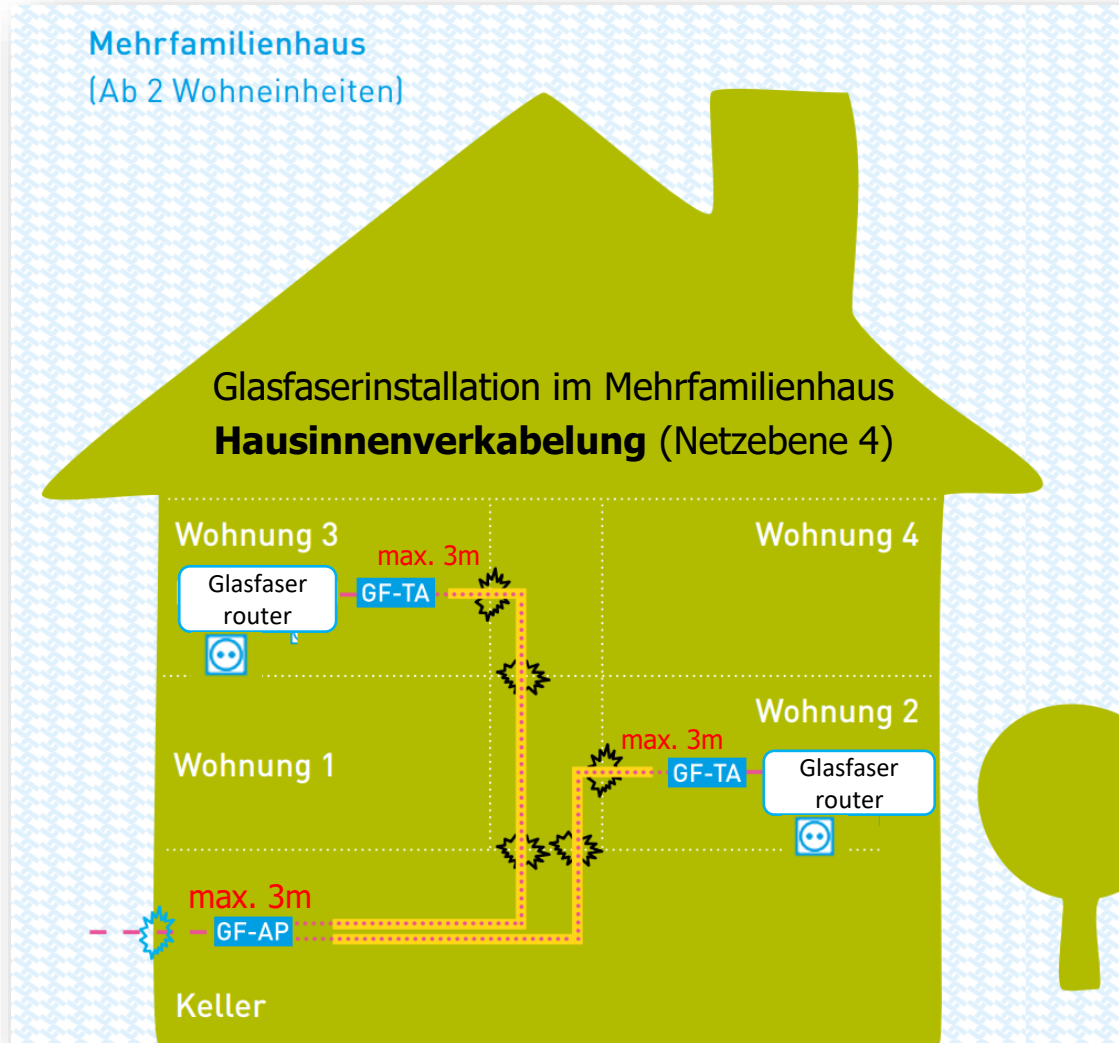 Mehrfamilienhaus
(Ab 2 Wohneinheiten)
Glasfaserinstallation im Mehrfamilienhaus
Hausinnenverkabelung (Netzebene 4)
Wohnung 3
Wohnung 4
max. 3m
Glasfaser
router
GF-TA
Wohnung 2
Wohnung 1
max. 3m
GF-TA
Glasfaser
router
max. 3m
GF-AP
Keller